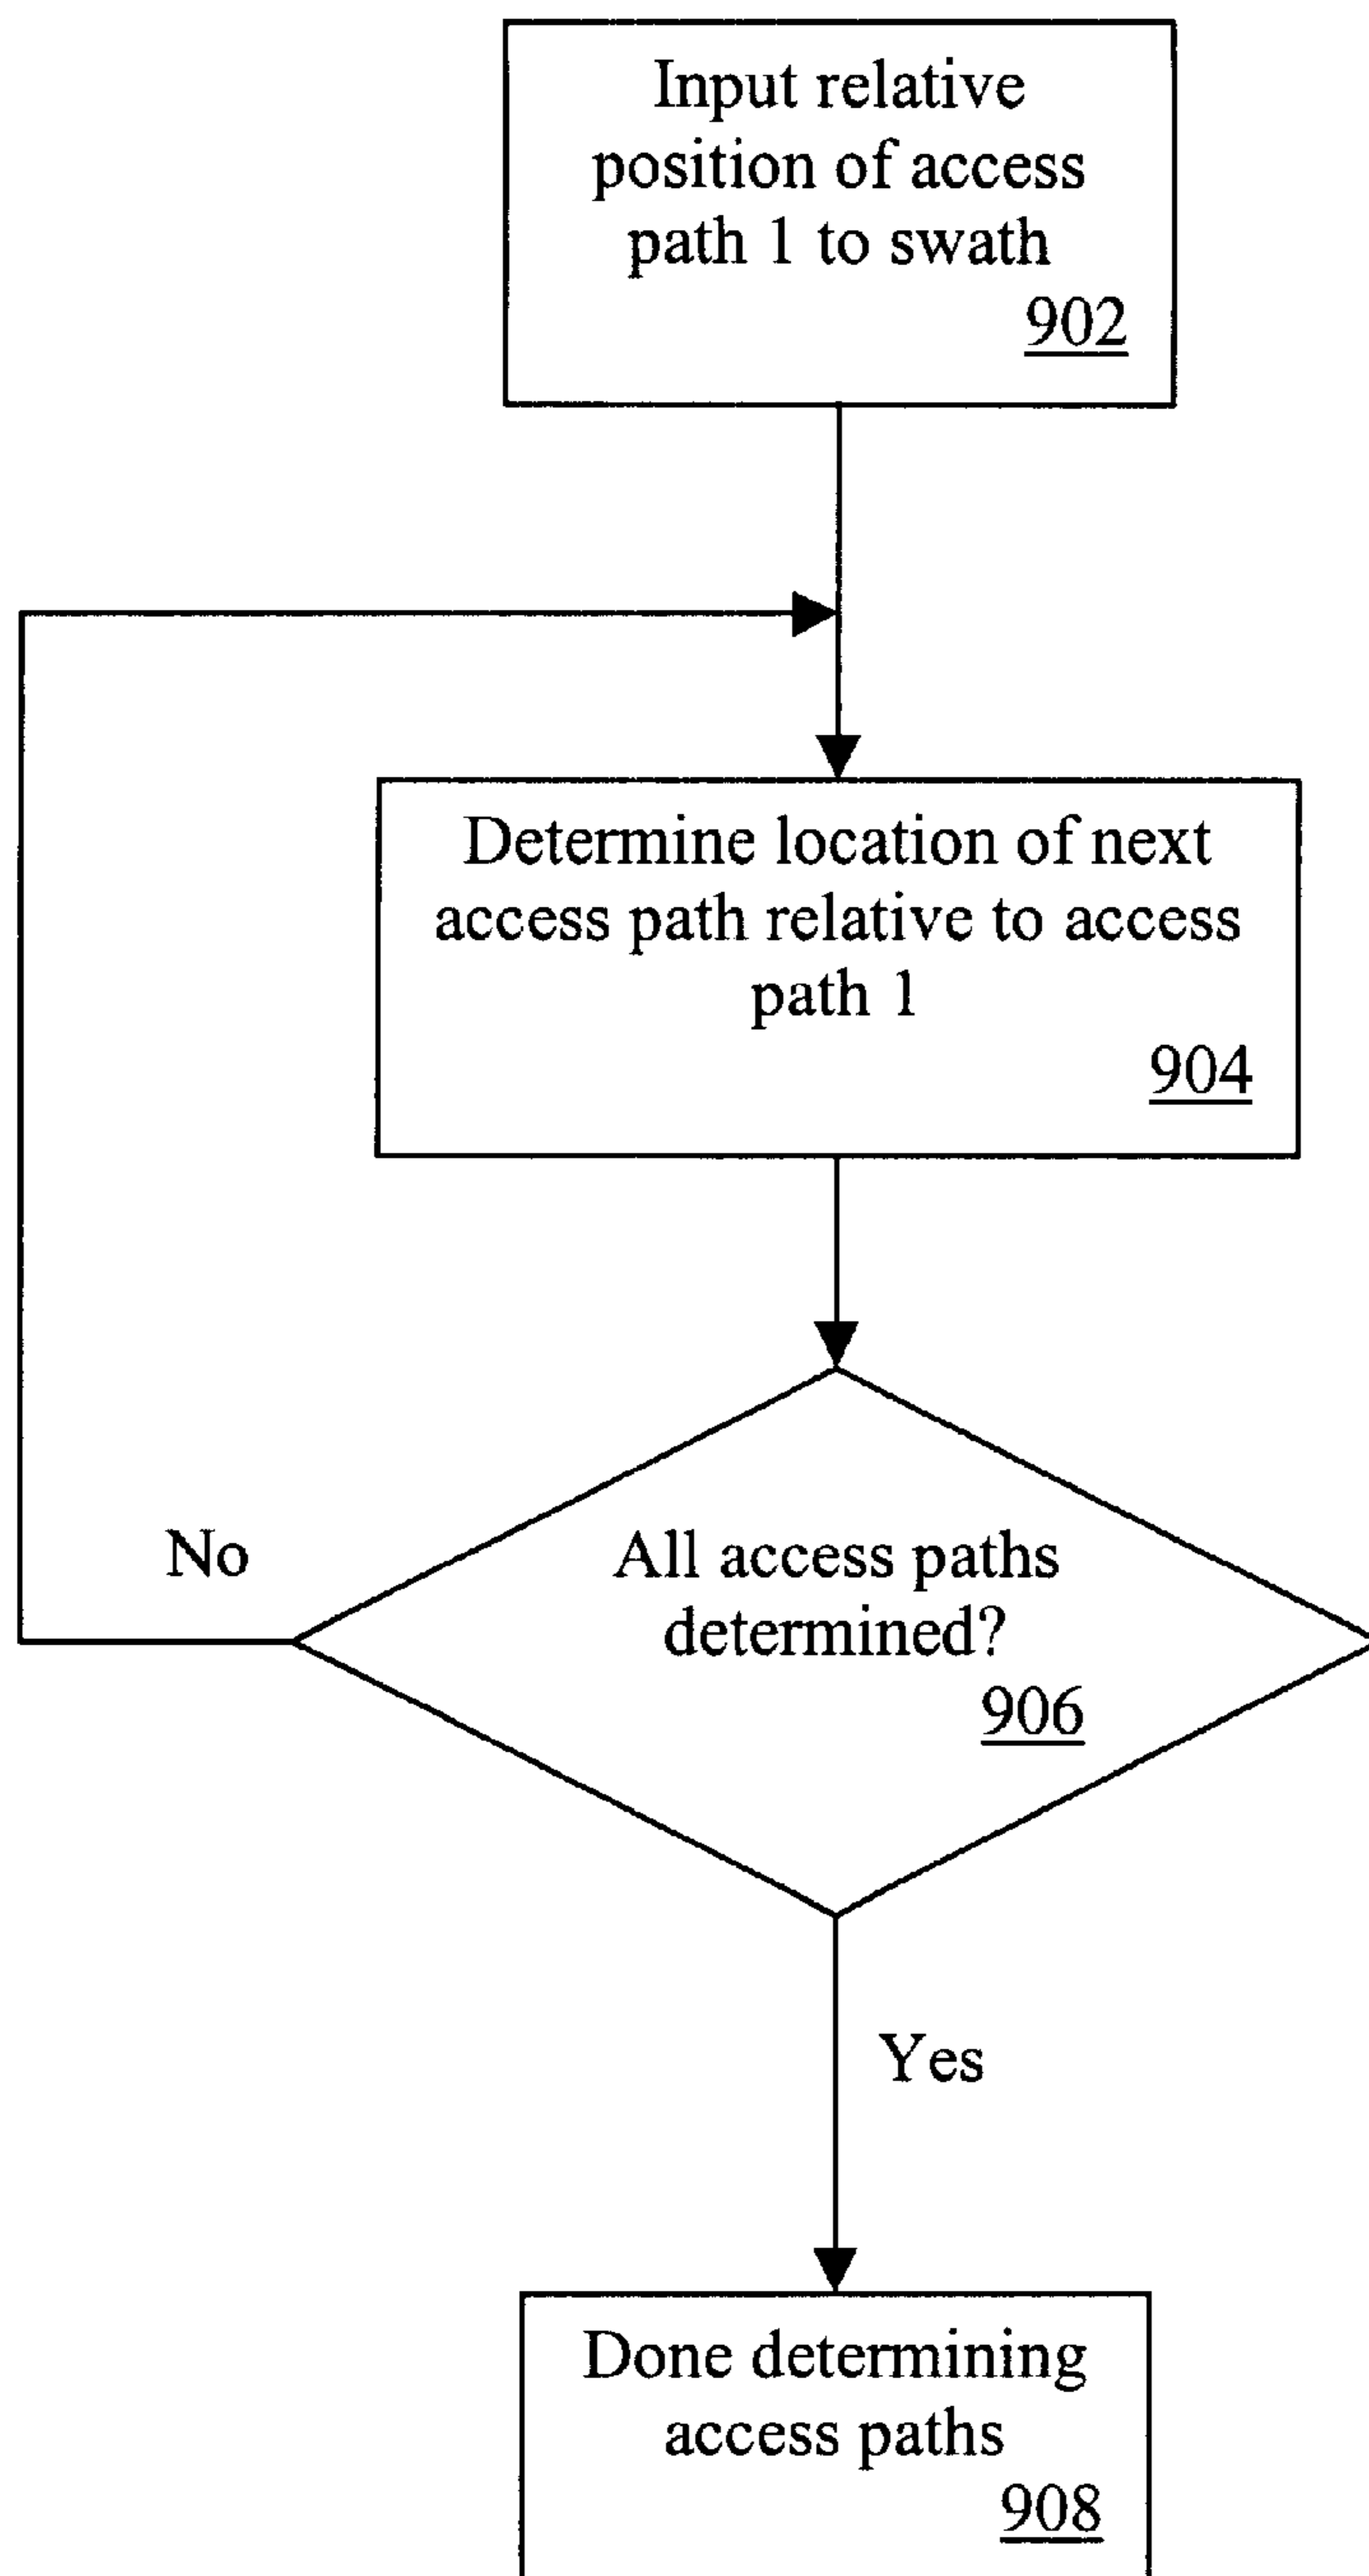 Input relative
position of access
path 1 to swath
902
Determine location of next
access path relative to access
path 1
904
No
All access paths
determined?
906
Yes
Done determining
access paths
908